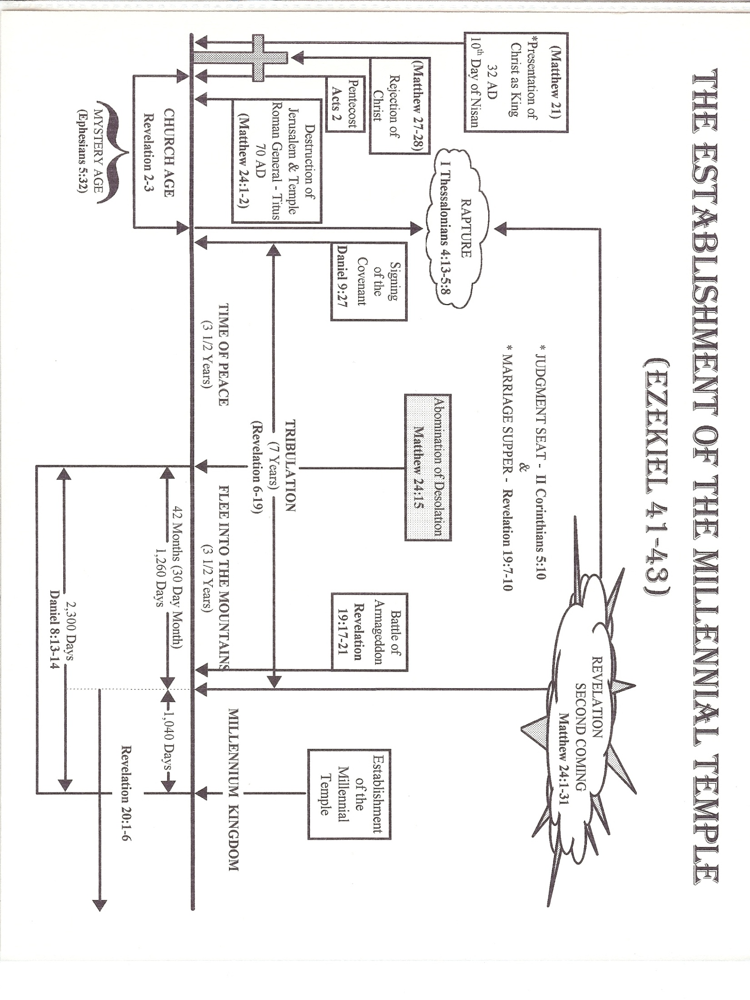 THE ESTABLISHMENT OF THE MILLENNIAL TEMPLE
(EZEKIEL 41-43)
(Matthew 21)
*Presentation of
Christ as King
32 AD
10th Day of Nisan
(Matthew 27-28)
Rejection of
Christ
Pentecost
Acts 2
Destruction of
Jerusalem & Temple
Roman General - Titus
70 AD
(Matthew 24:1-2)
CHURCH AGE
Revelation 2-3
MYSTERY AGE
(Ephesians 5:32)
RAPTURE
I Thessalonians 4:13-5:8
Signing
of the
Covenant
Daniel 9:27
* JUDGMENT SEAT - II Corinthians 5:10
&
* MARRIAGE SUPPER - Revelation 19:7-10
Abomination of Desolation
Matthew 24:15
TRIBULATION
(7 Years)
(Revelation 6-19)
TIME OF PEACE
(3 1/2 Years)
FLEE INTO THE MOUNTAINS
(3 1/2 Years)
Battle of
Armageddon
Revelation
19:17-21
REVELATION
SECOND COMING
Matthew 24:1-31
Establishment
of the
Millennial
Temple
MILLENNIUM KINGDOM
42 Months (30 Day Month)
1,260 Days
1,040 Days
Revelation 20:1-6
2,300 Days
Daniel 8:13-14